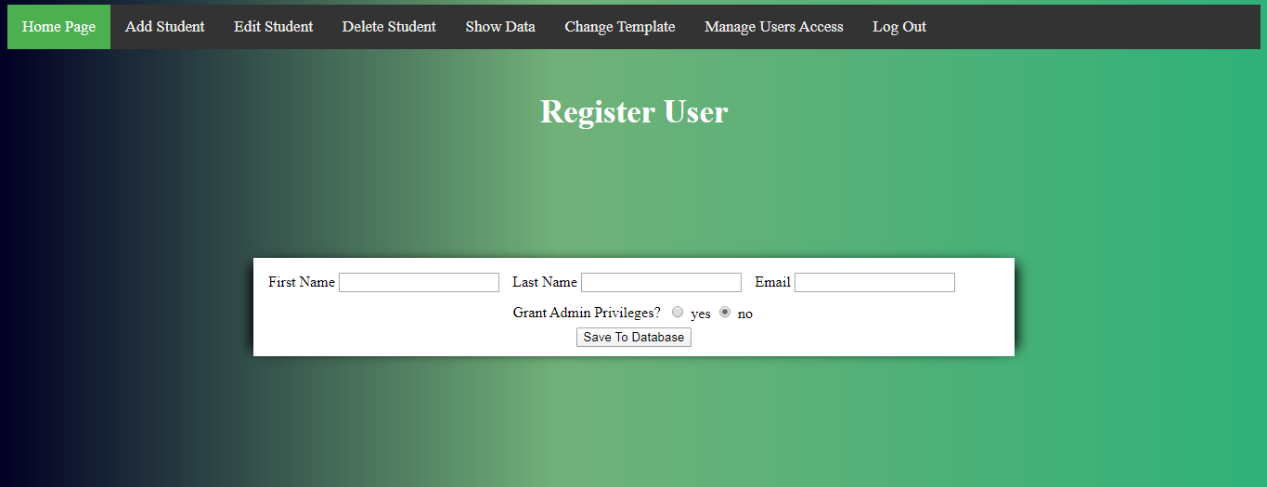 Home Page Add Student Edit Student Delete Student Show Data Change Template Manage Users Access Log Out
Register User
First Name Last Name Email
Grant Admin Privileges? yes no
Save To Database